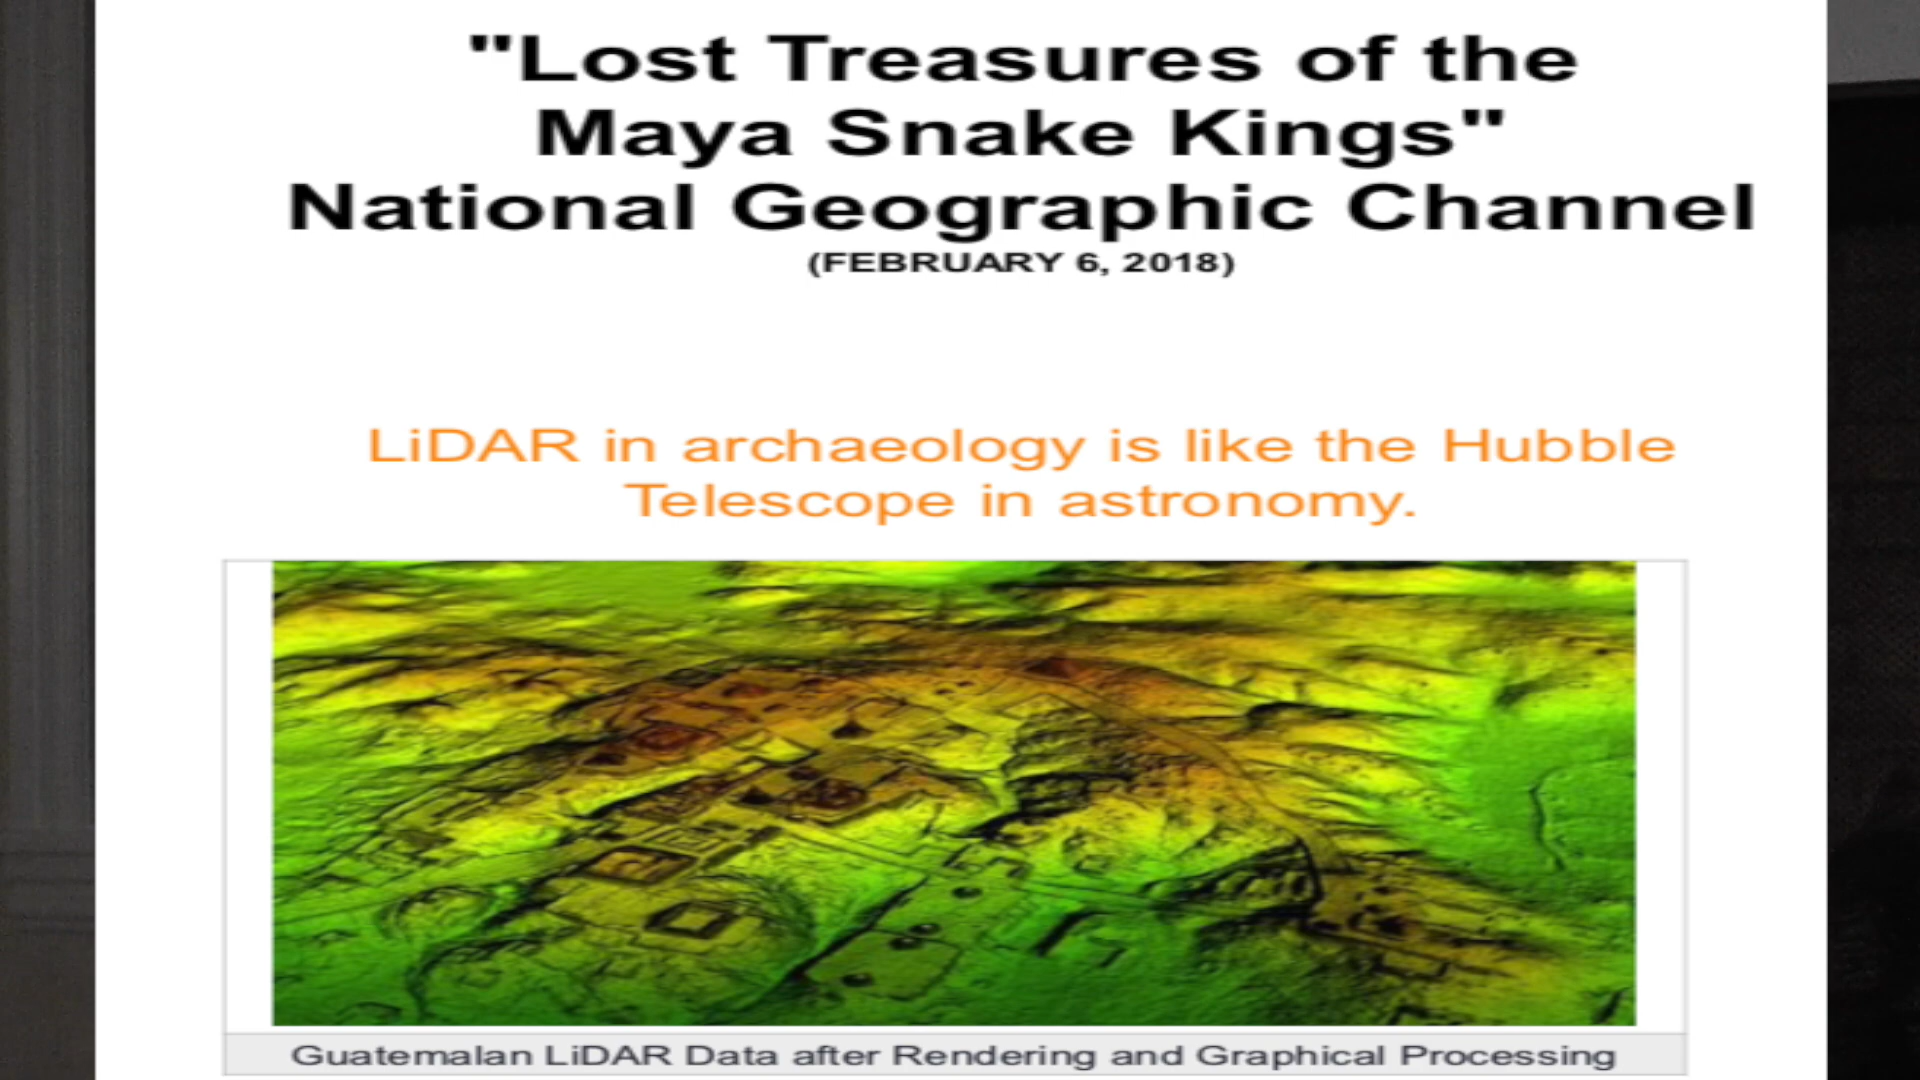 "Lost Treasures of the
Maya Snake Kings"
National Geographic Channel
(FEBRUARY 6, 2018)
LiDAR in archaeology is like the Hubble
Telescope in astronomy.
Guatemalan LiDAR Data after Rendering and Graphical Processing